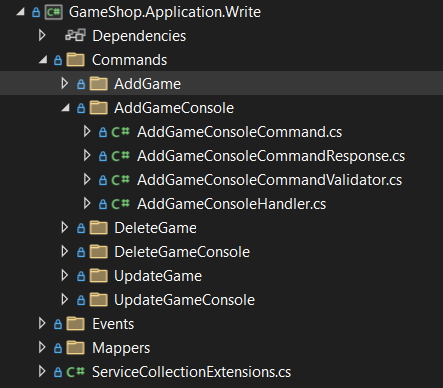 GameShop.Application.Write
Dependencies
Commands
AddGame
AddGameConsole
C# AddGameConsoleCommand.cs
C# AddGameConsoleCommandResponse.cs
C# AddGameConsoleCommandValidator.cs
C# AddGameConsoleHandler.cs
DeleteGame
DeleteGameConsole
UpdateGame
UpdateGameConsole
Events
Mappers
C# ServiceCollectionExtensions.cs